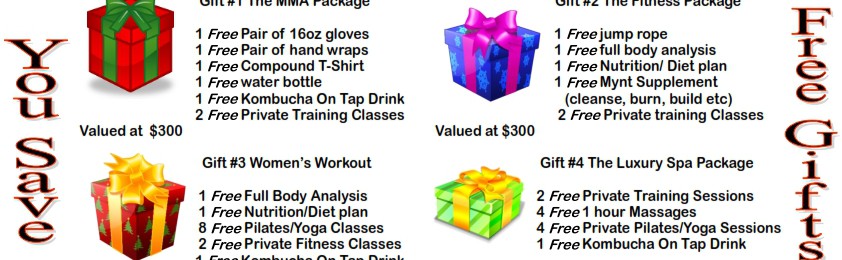 You Save
Gift #1 The MMA Package
1 Free Pair of 16oz gloves
1 Free Pair of hand wraps
1 Free Compound T-Shirt
1 Free water bottle
1 Free Kombucha On Tap Drink
2 Free Private Training Classes
Valued at $300
Gift #2 The Fitness Package
1 Free jump rope
1 Free full body analysis
1 Free Nutrition/ Diet plan
1 Free Mynt Supplement
(cleanse, burn, build etc)
2 Free Private training Classes
Valued at $300
Gift #3 Women's Workout
1 Free Full Body Analysis
1 Free Nutrition/Diet plan
8 Free Pilates/Yoga Classes
2 Free Private Fitness Classes
1 Free Kombucha On Tap Drink
Gift #4 The Luxury Spa Package
2 Free Private Training Sessions
4 Free 1 hour Massages
4 Free Private Pilates/Yoga Sessions
1 Free Kombucha On Tap Drink
Free Gifts